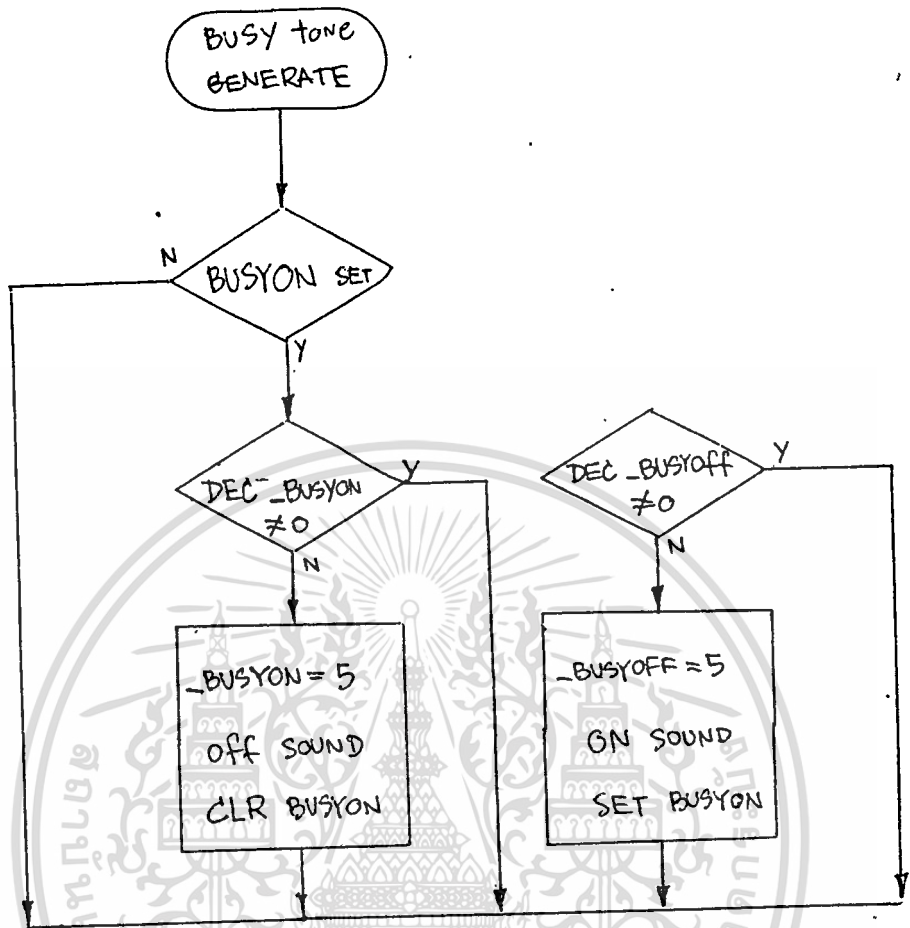 BUSY tone
GENERATE
N
BUSYON SET
Y
DEC _BUSYON
≠0
Y
N
DEC _BUSYOff
≠0
Y
N
_BUSYON = 5
Off SOUND
CLR BUSYON
_BUSYOFF = 5
ON SOUND
SET BUSYON